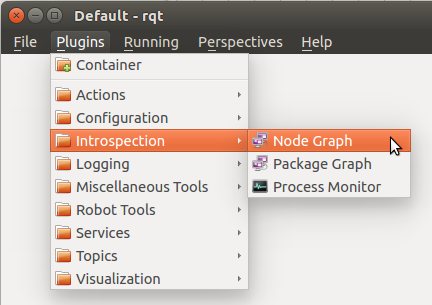 Default - rqt
File Plugins Running Perspectives Help
Container
Actions
Configuration
Introspection
Node Graph
Package Graph
Process Monitor
Logging
Miscellaneous Tools
Robot Tools
Services
Topics
Visualization